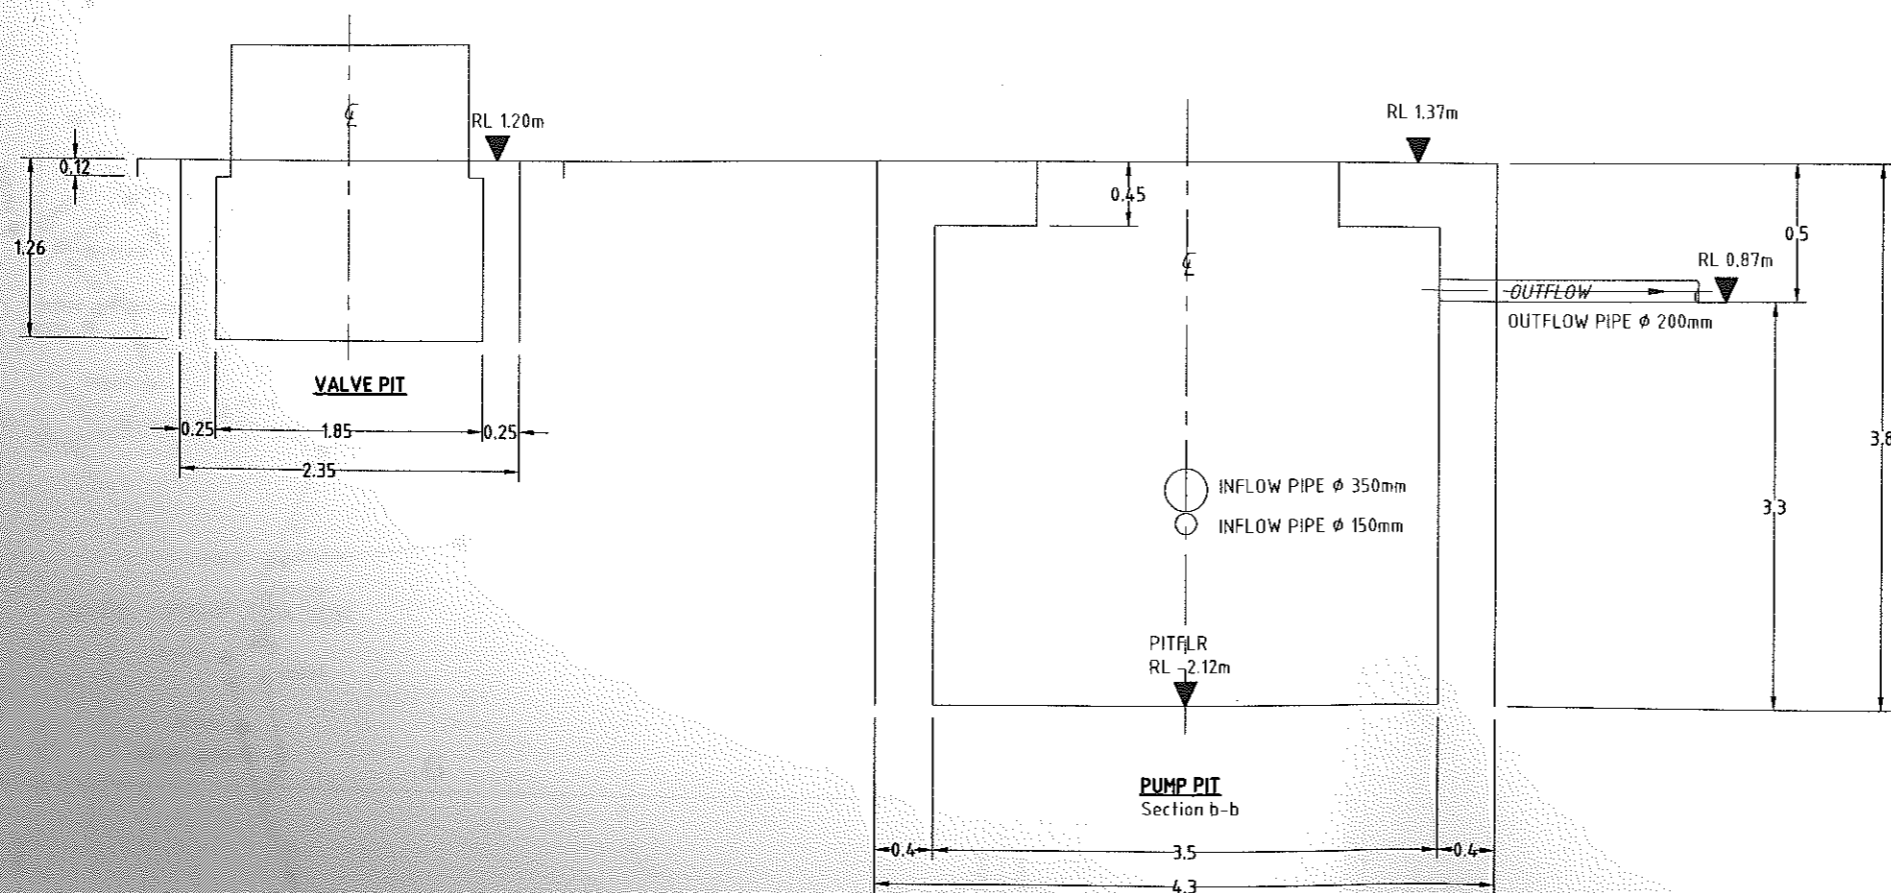 RL 1.20m
0.12
1.26
VALVE PIT
0.25
1.85
0.25
2.35
RL 1.37m
0.45
0.5
RL 0.87m
OUTFLOW
OUTFLOW PIPE ϕ 200mm
3.8
INFLOW PIPE ϕ 350mm
3.3
INFLOW PIPE ϕ 150mm
PITFLR
RL -2.12m
PUMP PIT
Section b-b
0.4
3.5
0.4
4.3